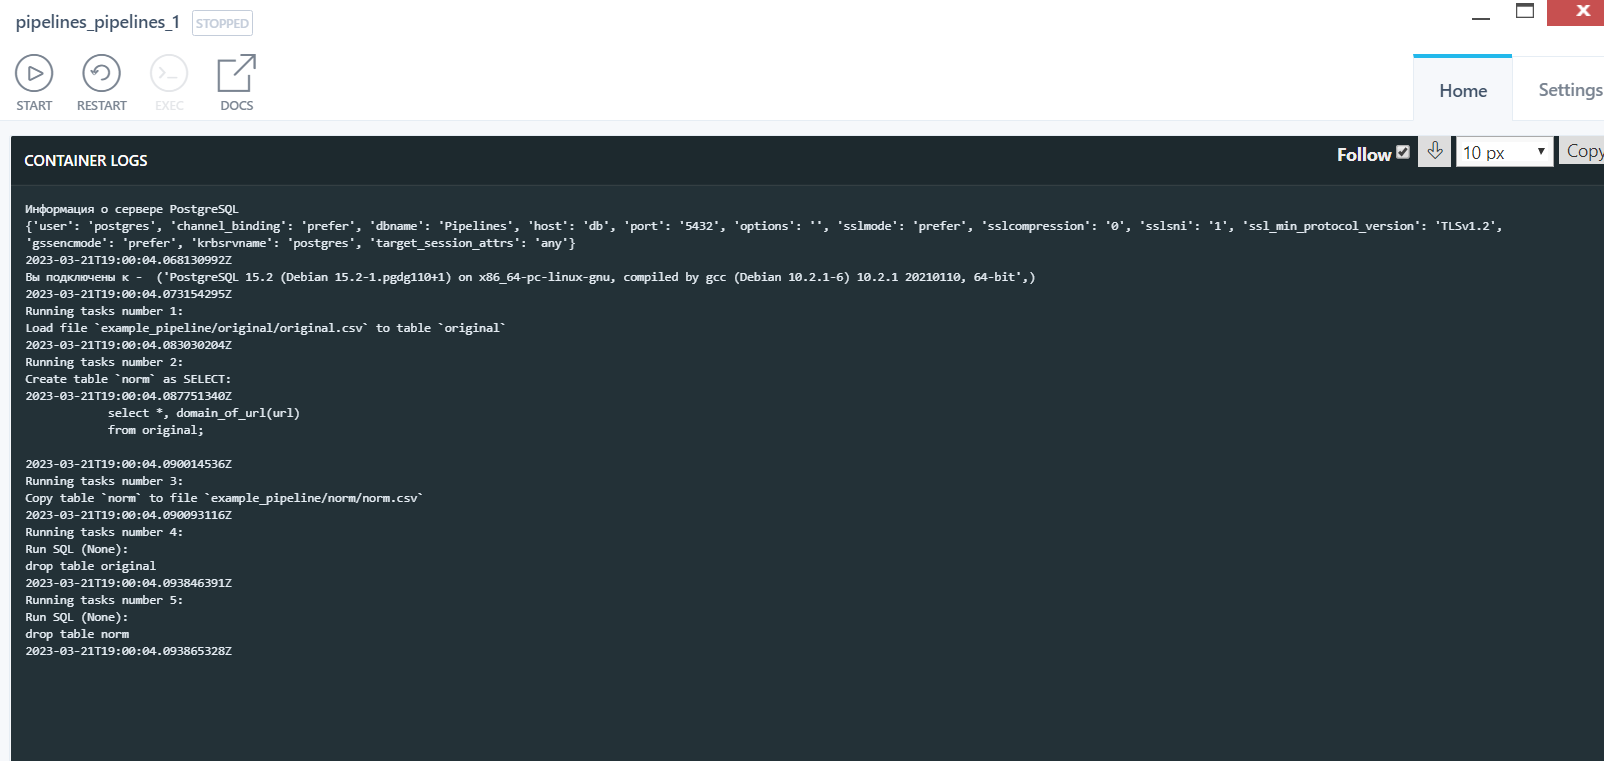 pipelines_pipelines_1 STOPPED
START RESTART EXEC DOCS
Home Settings
CONTAINER LOGS
Follow 10 px Copy
Информация о сервере PostgreSQL
{'user': 'postgres', 'channel_binding': 'prefer', 'dbname': 'Pipelines', 'host': 'db', 'port': '5432', 'options': '', 'sslmode': 'prefer', 'sslcompression': '0', 'sslsni': '1', 'ssl_min_protocol_version': 'TLSv1.2',
'gssencmode': 'prefer', 'krbsrvname': 'postgres', 'target_session_attrs': 'any'}
2023-03-21T19:00:04.068130992Z
Вы подключены к -  ('PostgreSQL 15.2 (Debian 15.2-1.pgdg110+1) on x86_64-pc-linux-gnu, compiled by gcc (Debian 10.2.1-6) 10.2.1 20210110, 64-bit',)
2023-03-21T19:00:04.073154295Z
Running tasks number 1:
Load file `example_pipeline/original/original.csv` to table `original`
2023-03-21T19:00:04.083030204Z
Running tasks number 2:
Create table `norm` as SELECT:
2023-03-21T19:00:04.087751340Z
select *, domain_of_url(url)
from original;
2023-03-21T19:00:04.090014536Z
Running tasks number 3:
Copy table `norm` to file `example_pipeline/norm/norm.csv`
2023-03-21T19:00:04.090093116Z
Running tasks number 4:
Run SQL (None):
drop table original
2023-03-21T19:00:04.093846391Z
Running tasks number 5:
Run SQL (None):
drop table norm
2023-03-21T19:00:04.093865328Z